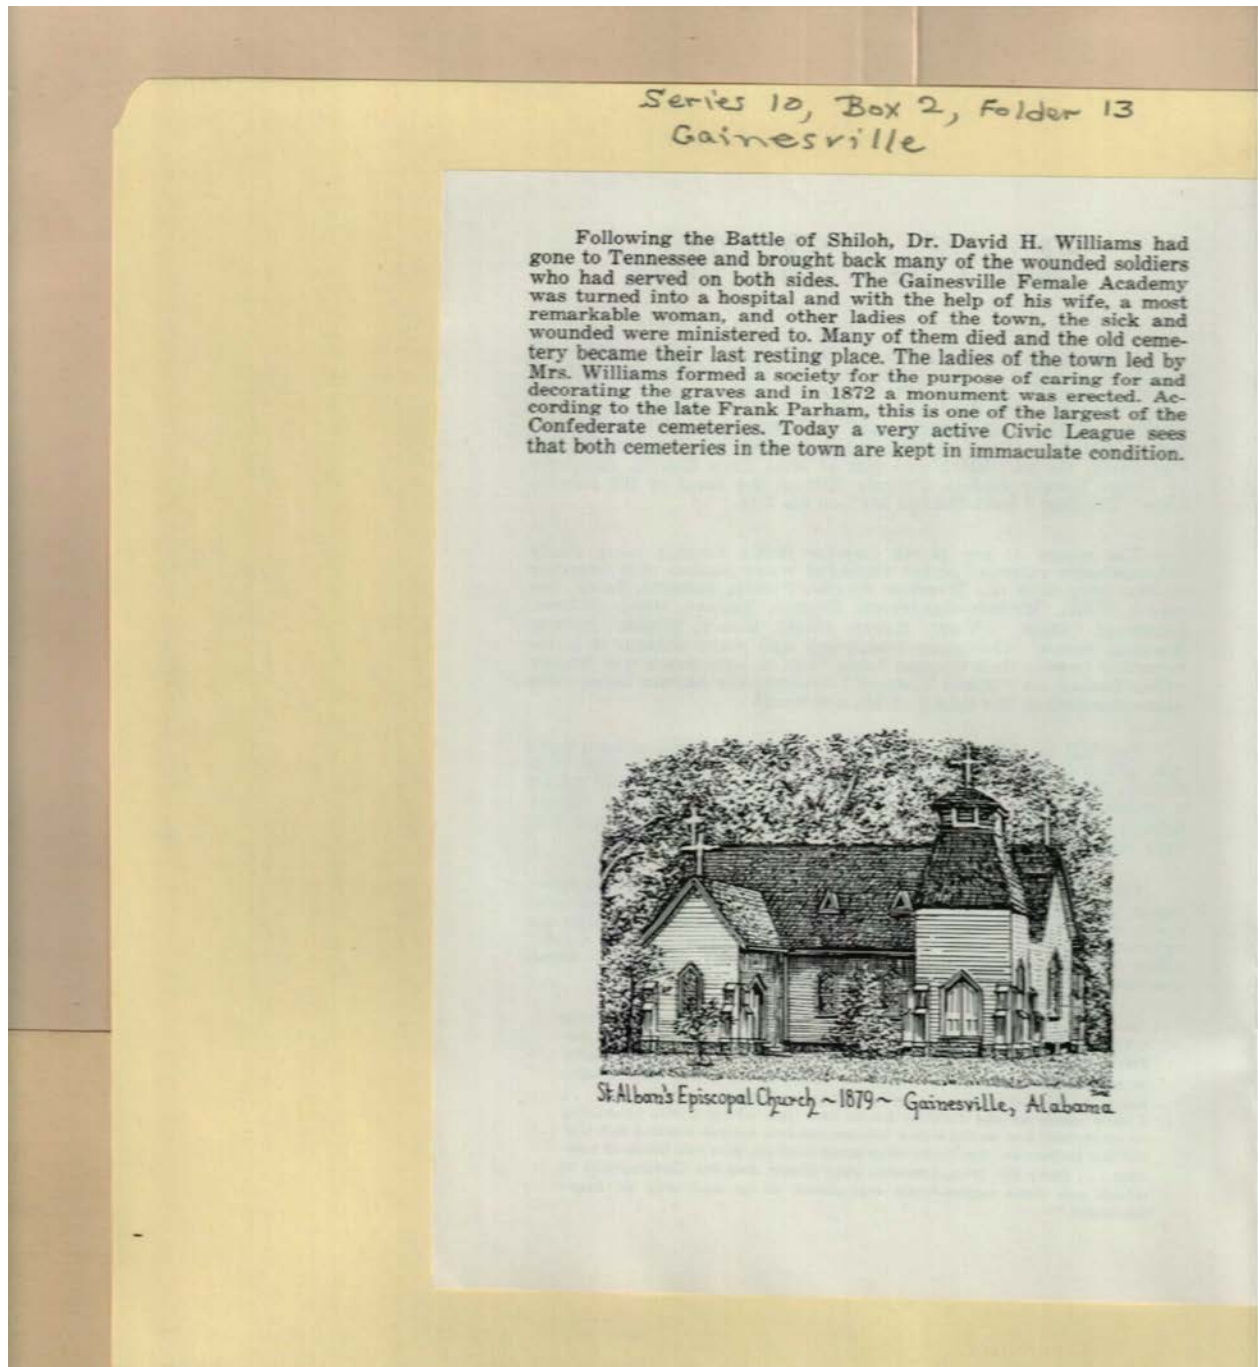 Series 10, Box 2, Folder 13
Gainesville
Following the Battle of Shiloh, Dr. David H. Williams had
gone to Tennessee and brought back many of the wounded soldiers
who had served on both sides. The Gainesville Female Academy
was turned into a hospital and with the help of his wife, a most
remarkable woman, and other ladies of the town, the sick and
wounded were ministered to. Many of them died and the old ceme-
tery became their last resting place. The ladies of the town led by
Mrs. Williams formed a society for the purpose of caring for and
decorating the graves and in 1872 a monument was erected. Ac-
cording to the late Frank Parham, this is one of the largest of the
Confederate cemeteries. Today a very active Civic League sees
that both cemeteries in the town are kept in immaculate condition.
St. Alban's Episcopal Church ~ 1879 ~ Gainesville, Alabama